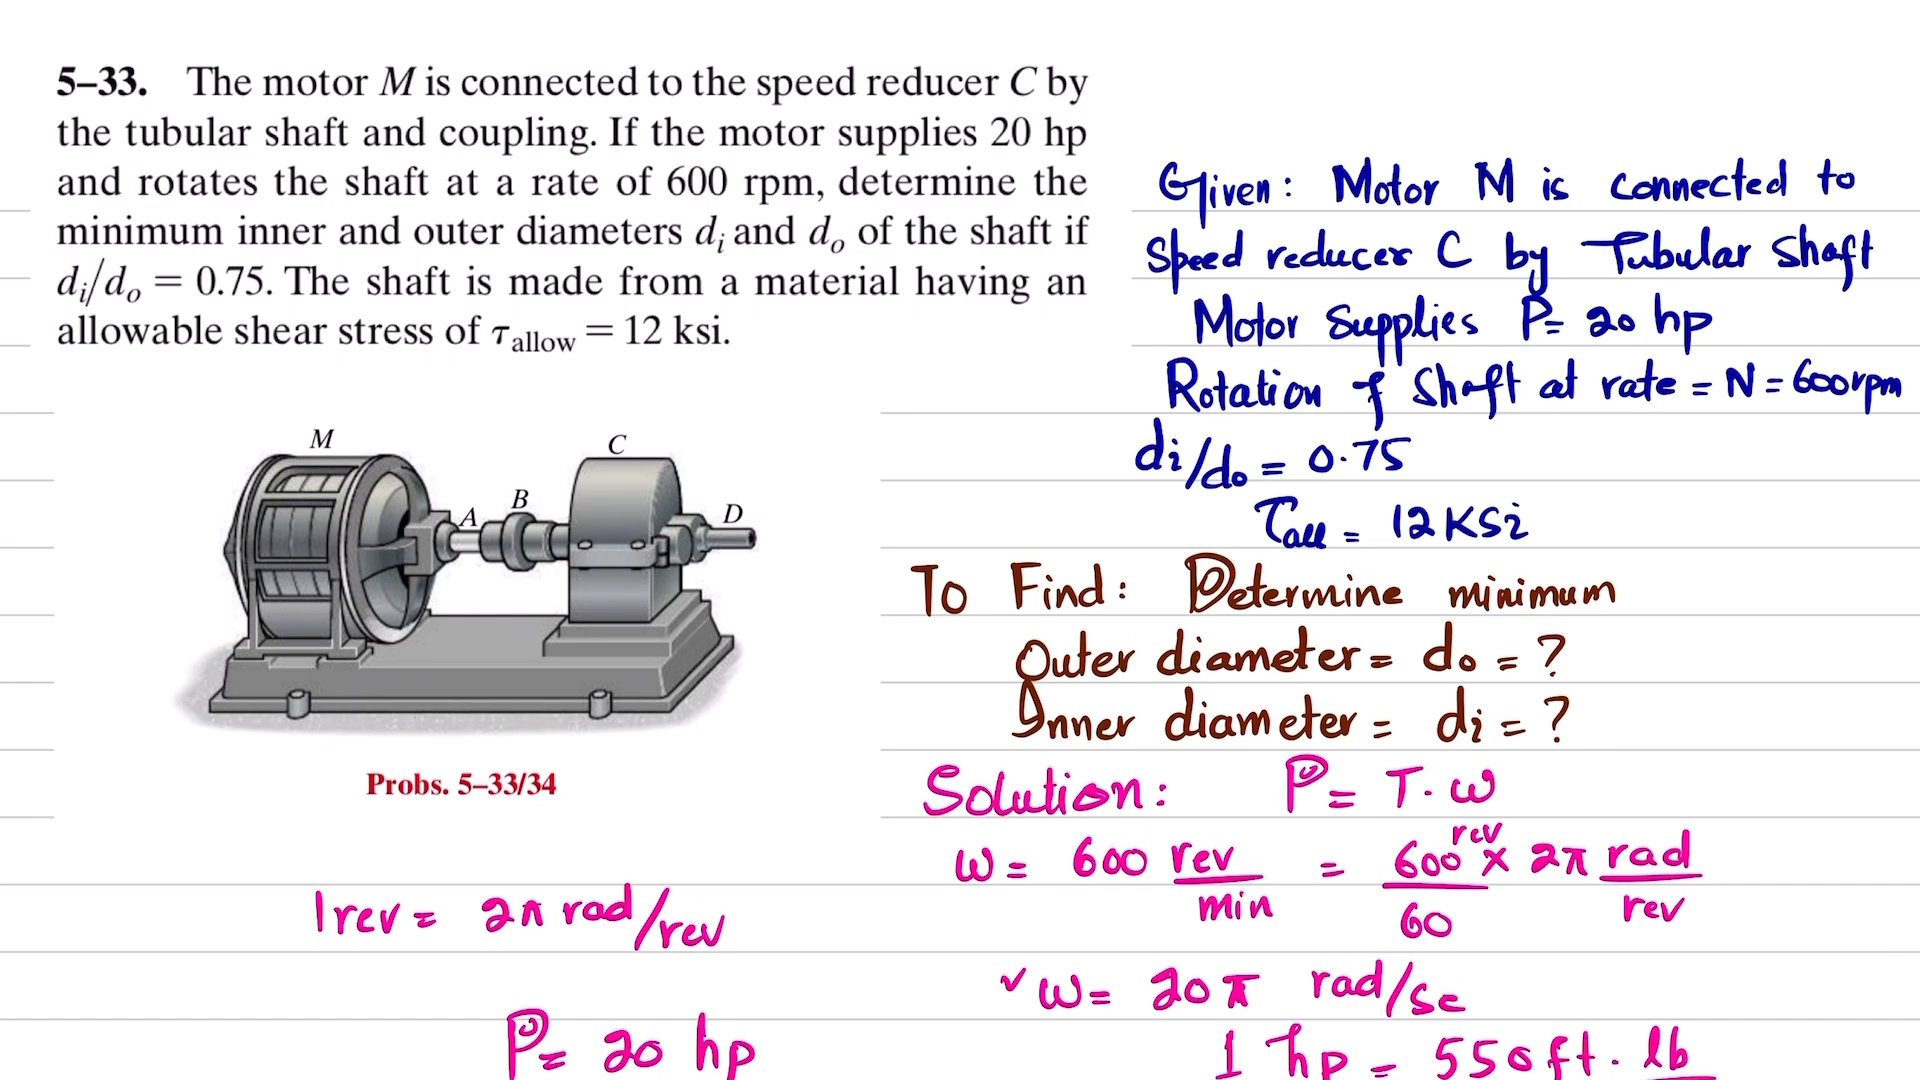 5–33. The motor M is connected to the speed reducer C by
the tubular shaft and coupling. If the motor supplies 20 hp
and rotates the shaft at a rate of 600 rpm, determine the
minimum inner and outer diameters dᵢ and dₒ of the shaft if
dᵢ/dₒ = 0.75. The shaft is made from a material having an
allowable shear stress of τallow = 12 ksi.
M
C
A
B
D
Probs. 5–33/34
Given: Motor M is connected to
Speed reducer C by Tubular Shaft
Motor Supplies P= 20 hp
Rotation of Shaft at rate = N = 600rpm
di/do = 0.75
τall = 12 KSi
To Find: Determine minimum
Outer diameter = do = ?
Inner diameter = di = ?
Solution: P= T·ω
ω = 600 rev/min = 600 rev/60 × 2π rad/rev
1rev = 2π rad/rev
✓ ω = 20π rad/se
P= 20 hp
1 hp = 550 ft. lb